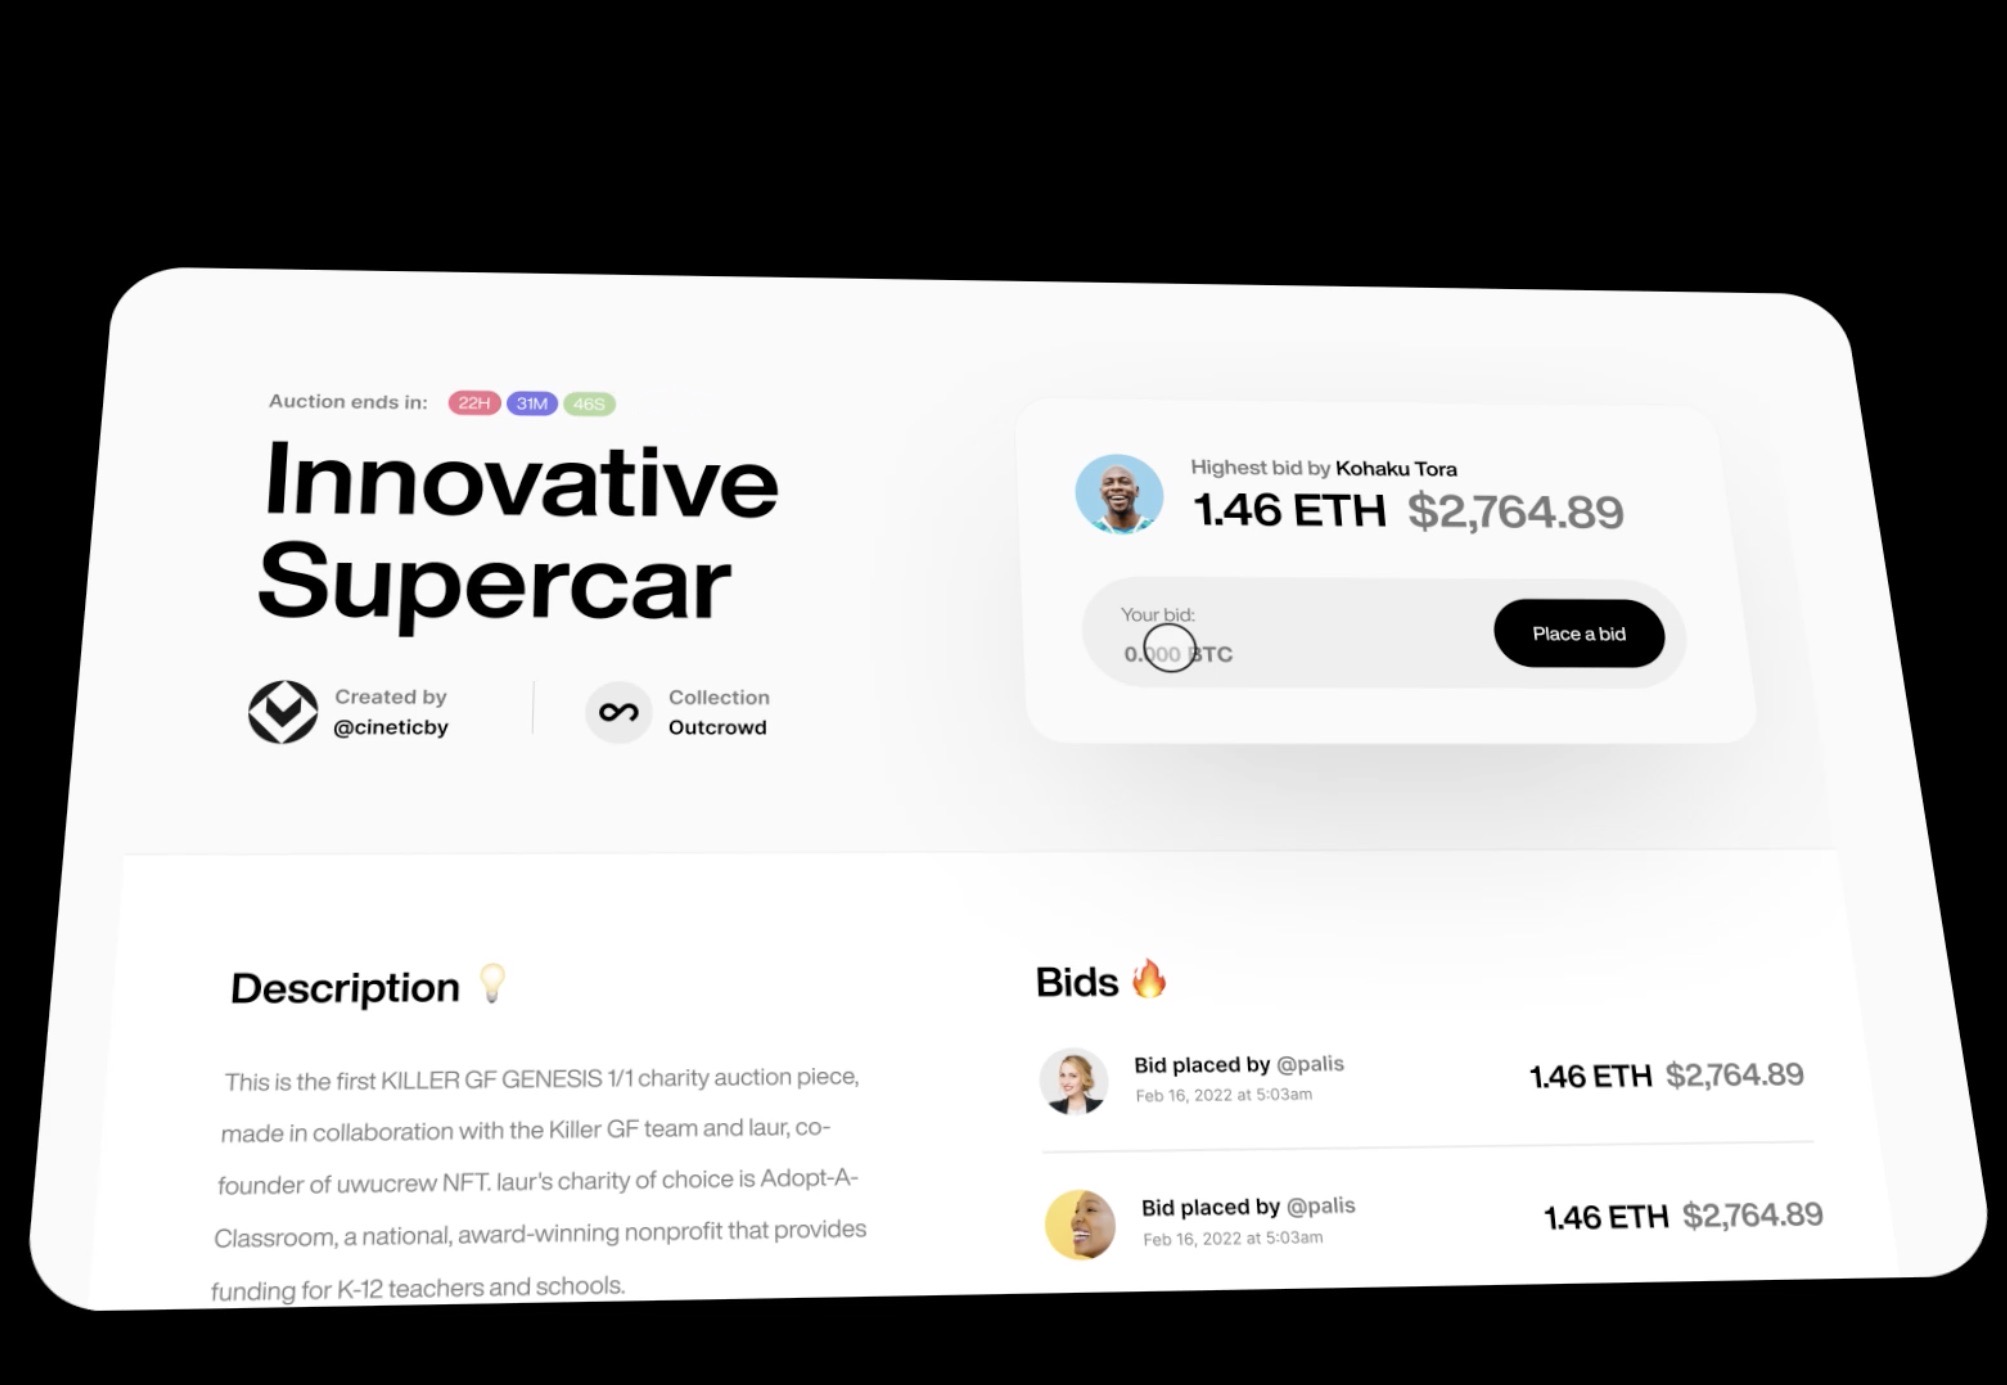 Auction ends in: 22H 31M 46S
Innovative
Supercar
Created by
@cineticby
Collection
Outcrowd
Highest bid by Kohaku Tora
1.46 ETH $2,764.89
Your bid:
0.000 BTC
Place a bid
Description 💡
This is the first KILLER GF GENESIS 1/1 charity auction piece,
made in collaboration with the Killer GF team and laur, co-
founder of uwucrew NFT. laur's charity of choice is Adopt-A-
Classroom, a national, award-winning nonprofit that provides
funding for K-12 teachers and schools.
Bids 🔥
Bid placed by @palis
Feb 16, 2022 at 5:03am
1.46 ETH $2,764.89
Bid placed by @palis
Feb 16, 2022 at 5:03am
1.46 ETH $2,764.89